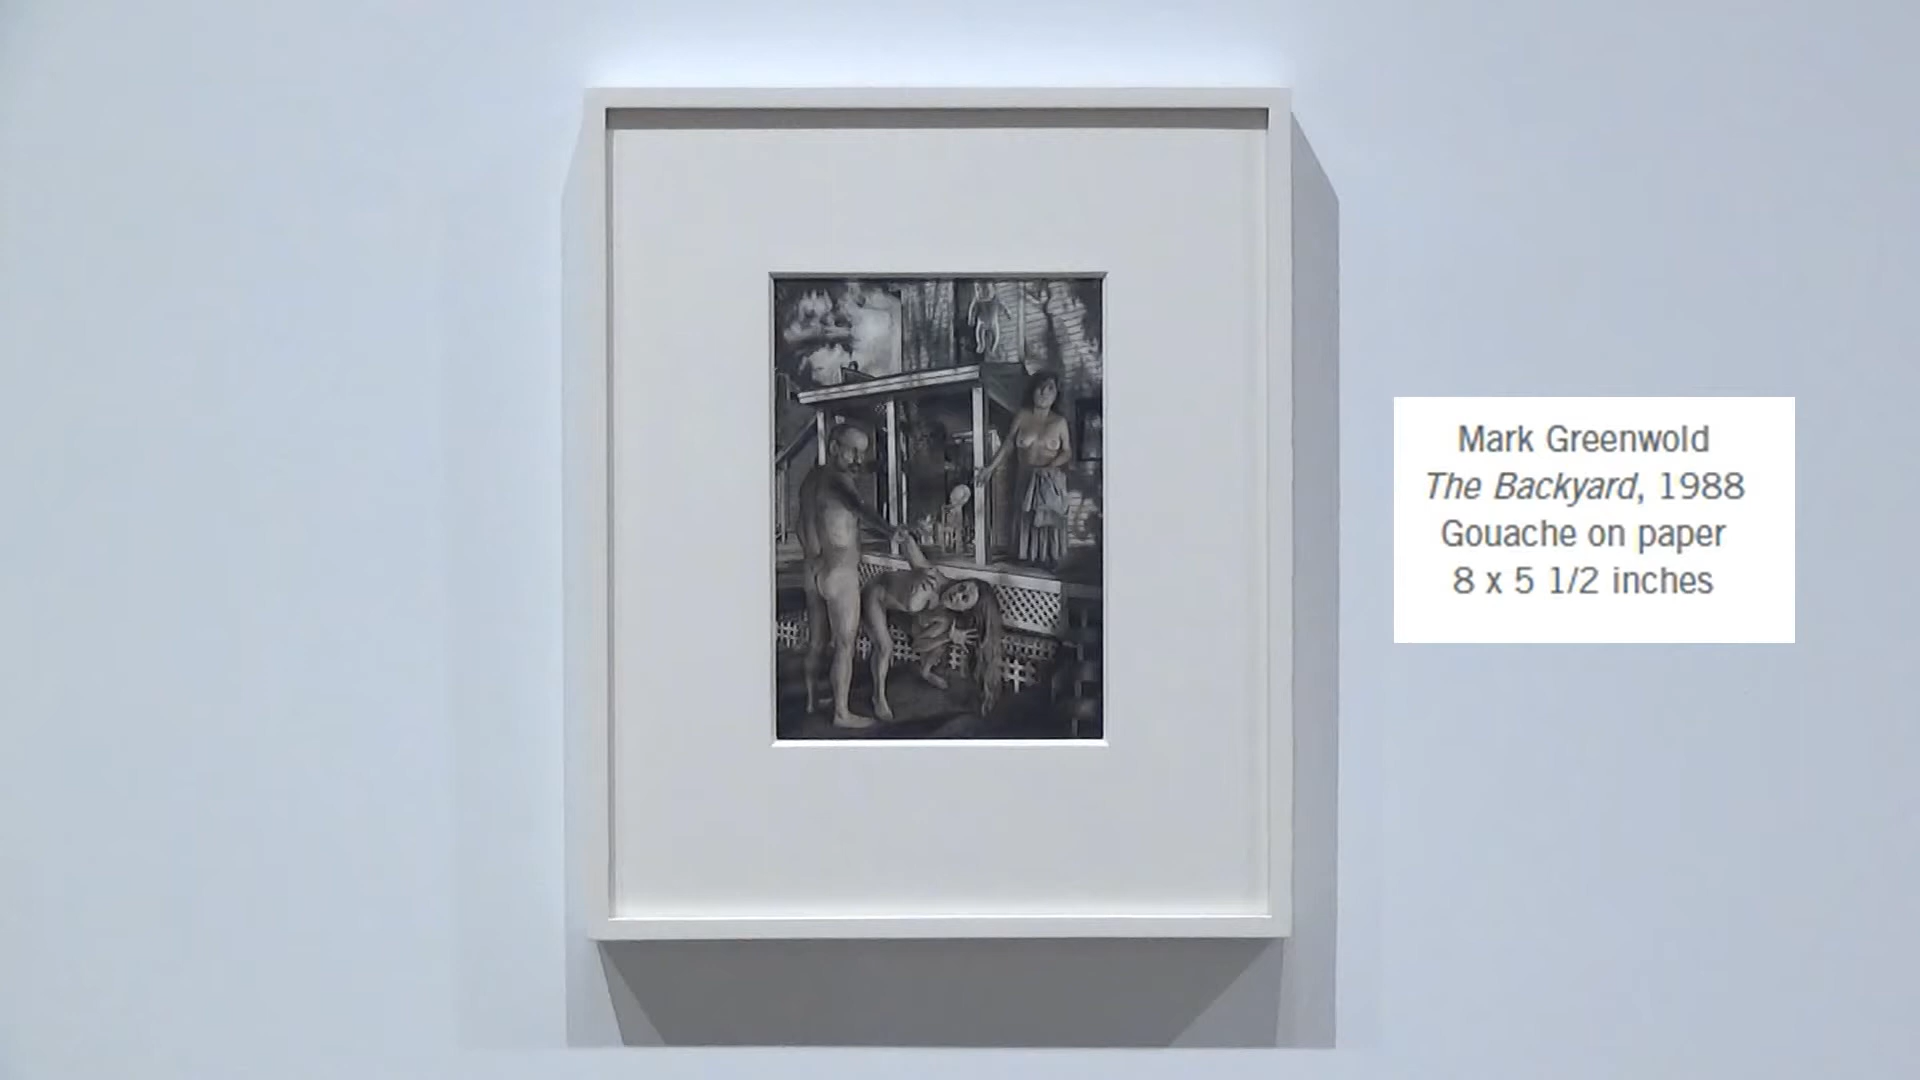 Mark Greenwold
The Backyard, 1988
Gouache on paper
8 x 5 1/2 inches